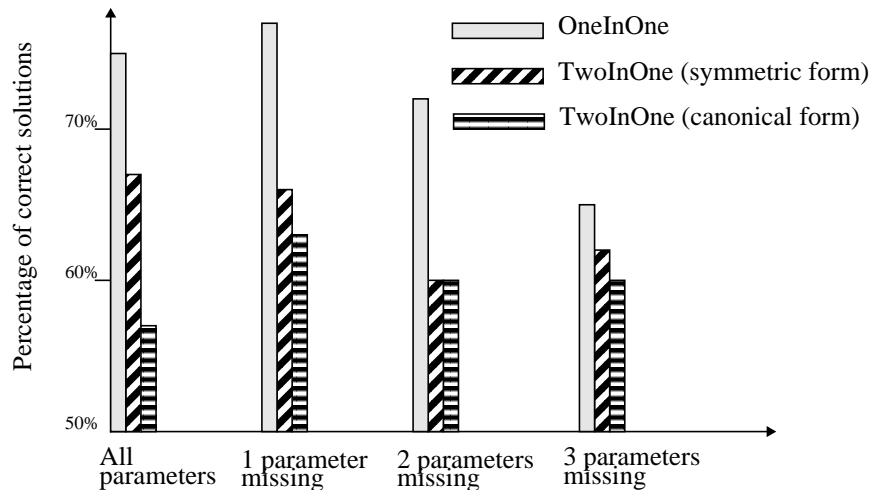 OneInOne
TwoInOne (symmetric form)
TwoInOne (canonical form)
Percentage of correct solutions
70%
60%
50%
All
parameters
1 parameter
missing
2 parameters
missing
3 parameters
missing